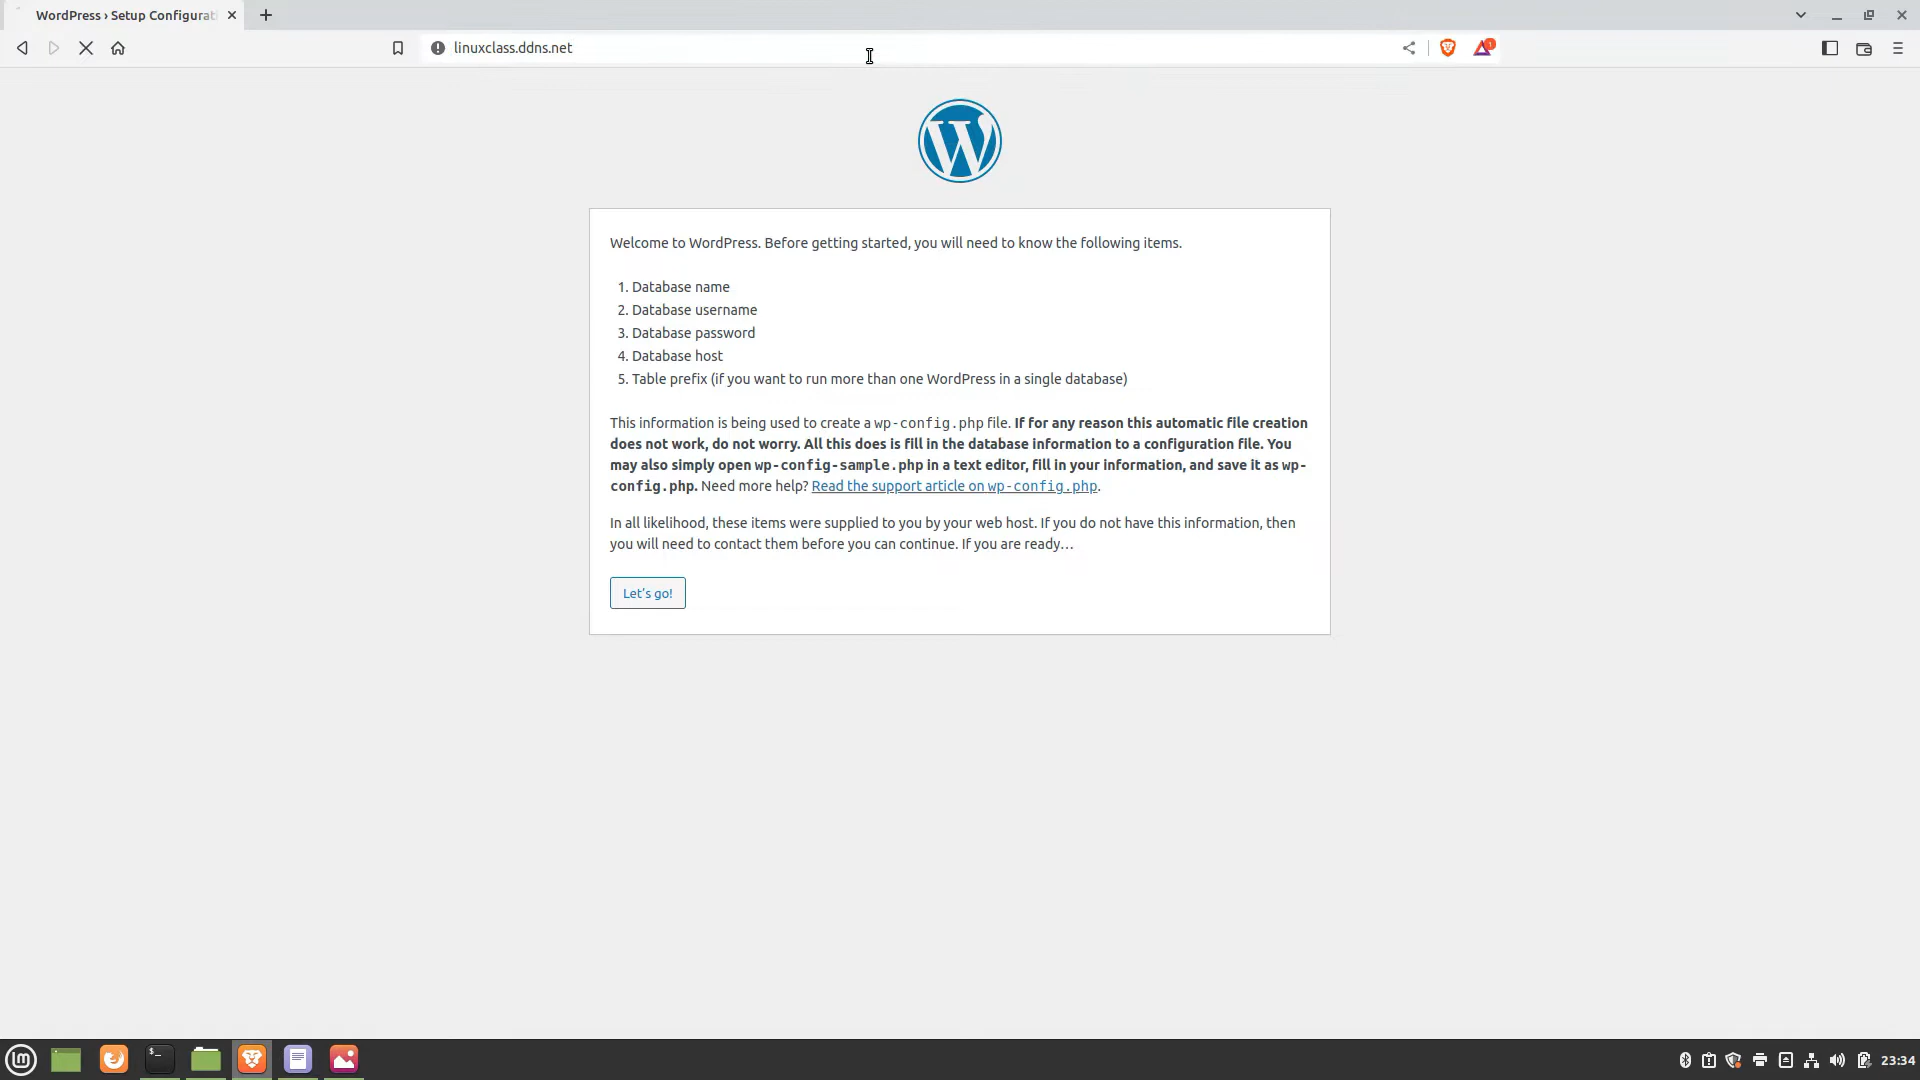 WordPress › Setup Configurat
linuxclass.ddns.net
1
W
Welcome to WordPress. Before getting started, you will need to know the following items.
1. Database name
2. Database username
3. Database password
4. Database host
5. Table prefix (if you want to run more than one WordPress in a single database)
This information is being used to create a wp-config.php file. If for any reason this automatic file creation
does not work, do not worry. All this does is fill in the database information to a configuration file. You
may also simply open wp-config-sample.php in a text editor, fill in your information, and save it as wp-
config.php. Need more help? Read the support article on wp-config.php.
In all likelihood, these items were supplied to you by your web host. If you do not have this information, then
you will need to contact them before you can continue. If you are ready…
Let’s go!
23:34